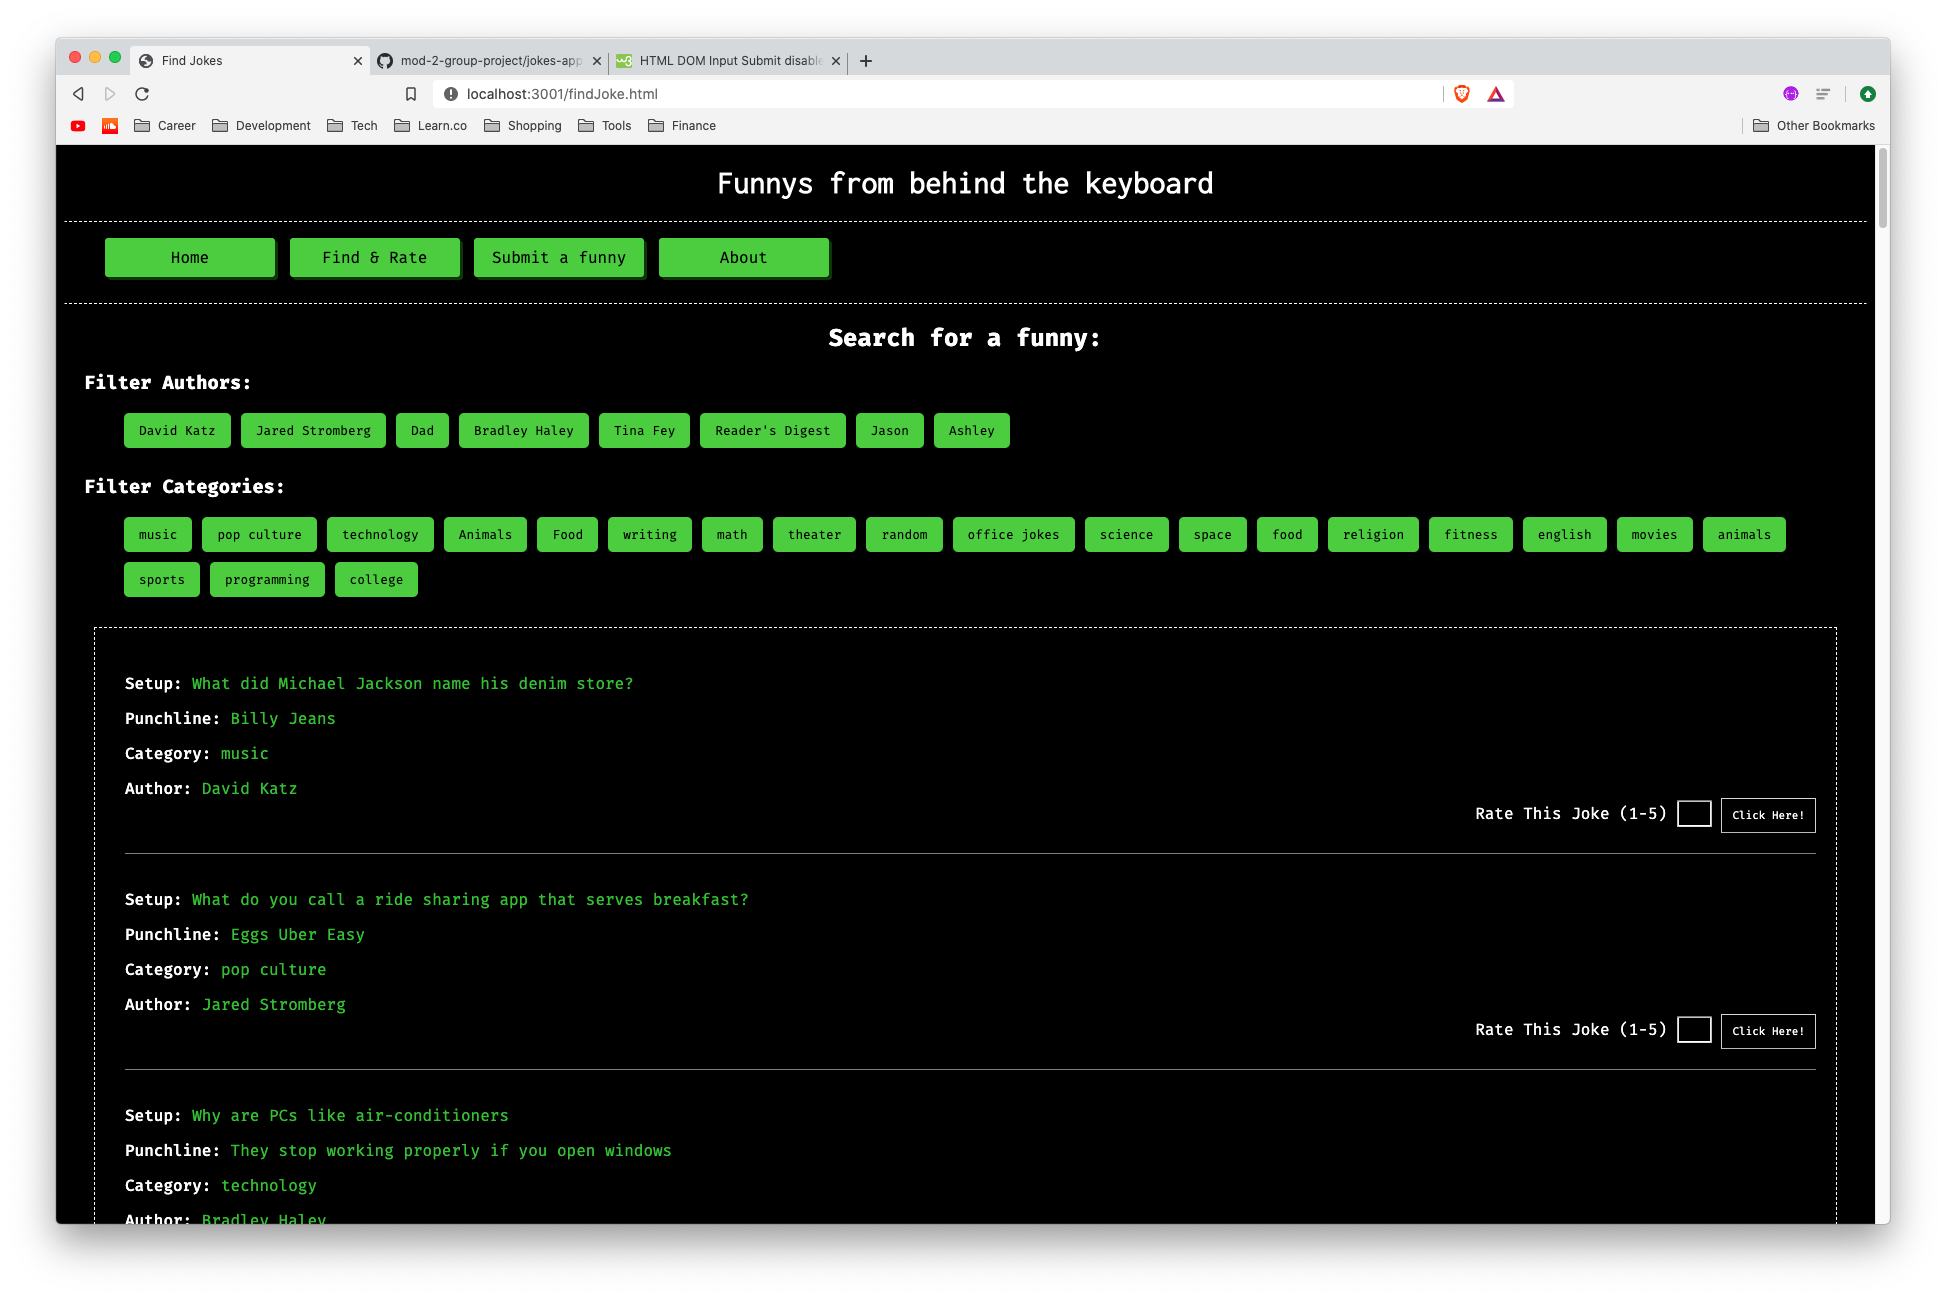 Find Jokes
mod-2-group-project/jokes-app
HTML DOM Input Submit disable
localhost:3001/findJoke.html
Career Development Tech Learn.co Shopping Tools Finance Other Bookmarks
Funnys from behind the keyboard
Home Find & Rate Submit a funny About
Search for a funny:
Filter Authors:
David Katz Jared Stromberg Dad Bradley Haley Tina Fey Reader's Digest Jason Ashley
Filter Categories:
music pop culture technology Animals Food writing math theater random office jokes science space food religion fitness english movies animals
sports programming college
Setup: What did Michael Jackson name his denim store?
Punchline: Billy Jeans
Category: music
Author: David Katz
Rate This Joke (1-5) Click Here!
Setup: What do you call a ride sharing app that serves breakfast?
Punchline: Eggs Uber Easy
Category: pop culture
Author: Jared Stromberg
Rate This Joke (1-5) Click Here!
Setup: Why are PCs like air-conditioners
Punchline: They stop working properly if you open windows
Category: technology
Author: Bradley Haley